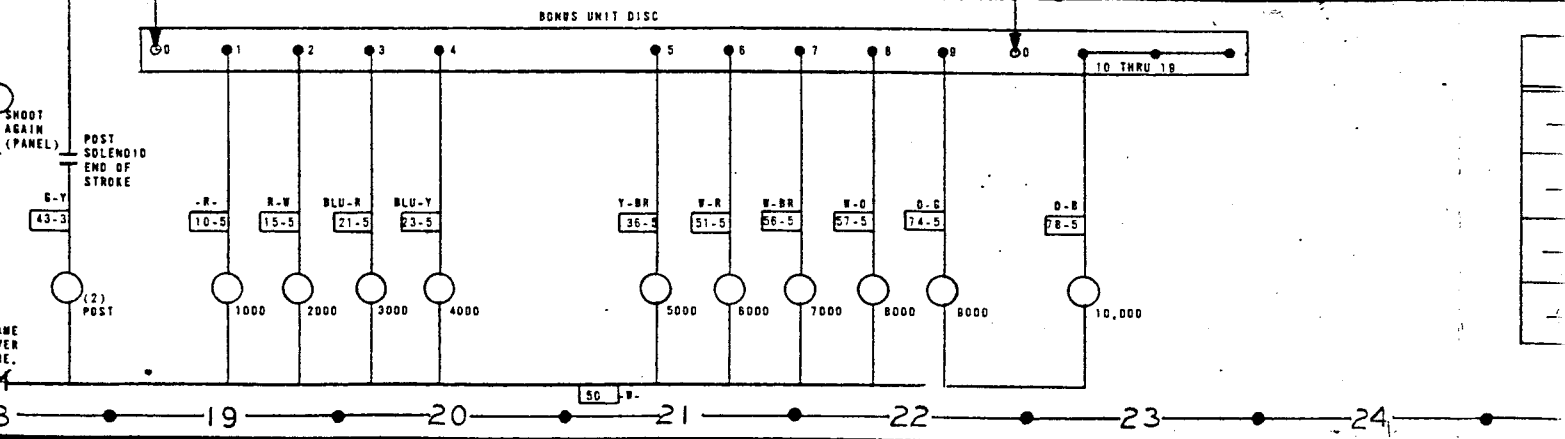 BONUS UNIT DISC
0 1 2 3 4 5 6 7 8 9 0
10 THRU 19
SHOOT
AGAIN
(PANEL)
POST
SOLENOID
END OF
STROKE
G-Y -R- R-W BLU-R BLU-Y Y-BR W-R W-BR W-O O-G O-B
43-3 10-5 15-5 21-5 23-5 36-5 51-5 56-5 57-5 74-5 78-5
(2)
POST
1000 2000 3000 4000 5000 6000 7000 8000 9000 10,000
50 -W-
19 20 21 22 23 24